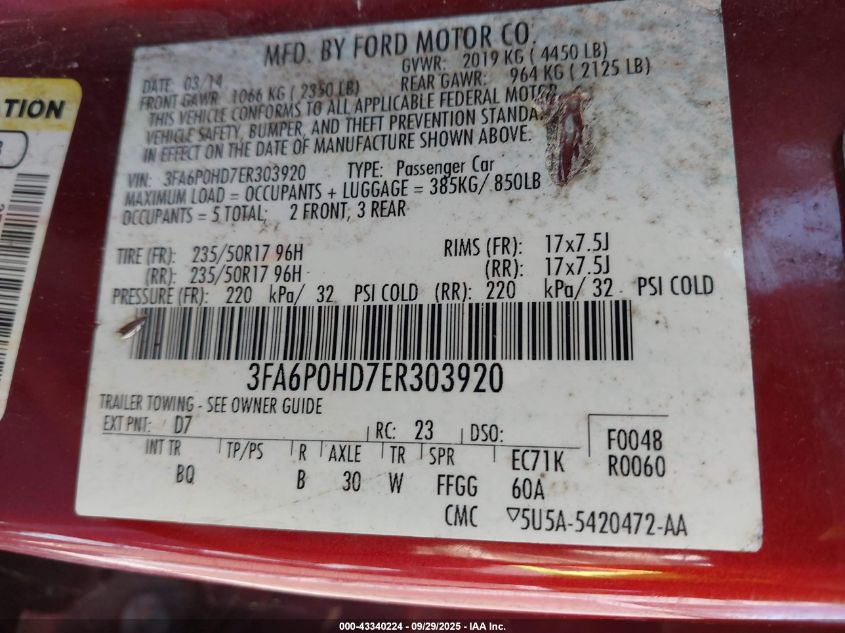 MFD. BY FORD MOTOR CO.
DATE: 03/14 GVWR: 2019 KG ( 4450 LB)
FRONT GAWR: 1066 KG ( 2350 LB) REAR GAWR: 964 KG ( 2125 LB)
THIS VEHICLE CONFORMS TO ALL APPLICABLE FEDERAL MOTOR
VEHICLE SAFETY, BUMPER, AND THEFT PREVENTION STANDA
IN EFFECT ON THE DATE OF MANUFACTURE SHOWN ABOVE.
VIN: 3FA6P0HD7ER303920 TYPE: Passenger Car
MAXIMUM LOAD = OCCUPANTS + LUGGAGE = 385KG/ 850LB
OCCUPANTS = 5 TOTAL; 2 FRONT, 3 REAR
TIRE (FR): 235/50R17 96H RIMS (FR): 17x7.5J
(RR): 235/50R17 96H (RR): 17x7.5J
PRESSURE (FR): 220 kPa/ 32 PSI COLD (RR): 220 kPa/ 32 PSI COLD
3FA6P0HD7ER303920
TRAILER TOWING - SEE OWNER GUIDE
EXT PNT: D7 RC: 23 DSO: F0048
INT TR TP/PS R AXLE TR SPR EC71K R0060
BQ B 30 W FFGG 60A
CMC ▽5U5A-5420472-AA
ATION
000-43340224 - 09/29/2025 - IAA Inc.